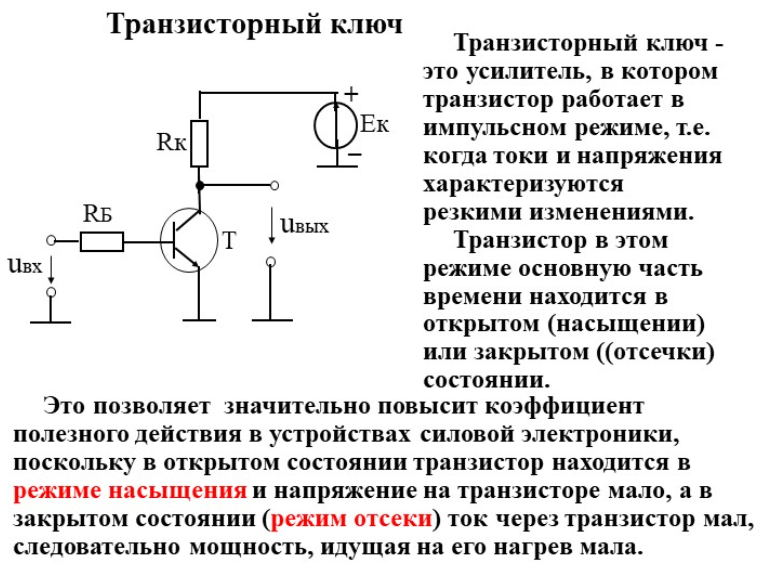 Транзисторный ключ
Транзисторный ключ -
это усилитель, в котором
транзистор работает в
импульсном режиме, т.е.
когда токи и напряжения
характеризуются
резкими изменениями.
Транзистор в этом
режиме основную часть
времени находится в
открытом (насыщении)
или закрытом ((отсечки)
состоянии.
+
Eк
−
Rк
RБ
T
uвх
uвых
Это позволяет значительно повысит коэффициент
полезного действия в устройствах силовой электроники,
поскольку в открытом состоянии транзистор находится в
режиме насыщения и напряжение на транзисторе мало, а в
закрытом состоянии (режим отсеки) ток через транзистор мал,
следовательно мощность, идущая на его нагрев мала.